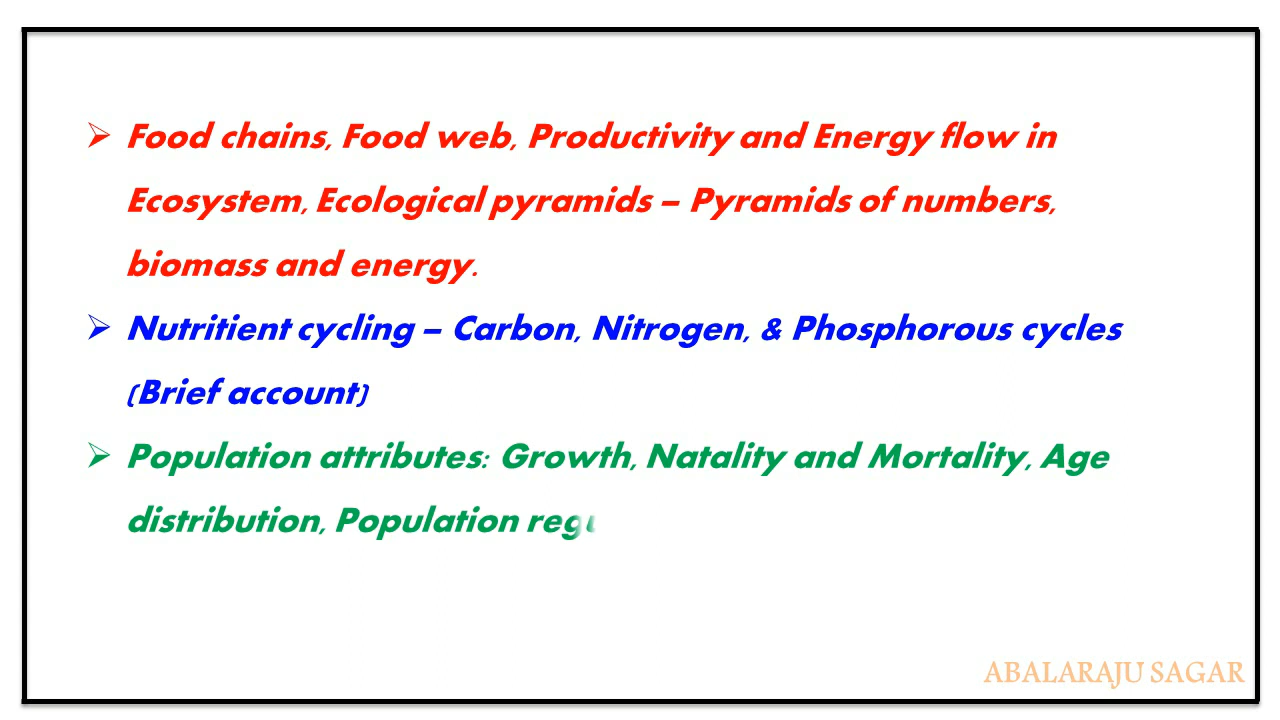 Food chains, Food web, Productivity and Energy flow in
Ecosystem, Ecological pyramids – Pyramids of numbers,
biomass and energy.
Nutritient cycling – Carbon, Nitrogen, & Phosphorous cycles
(Brief account)
Population attributes: Growth, Natality and Mortality, Age
distribution, Population
ABALARAJU SAGAR